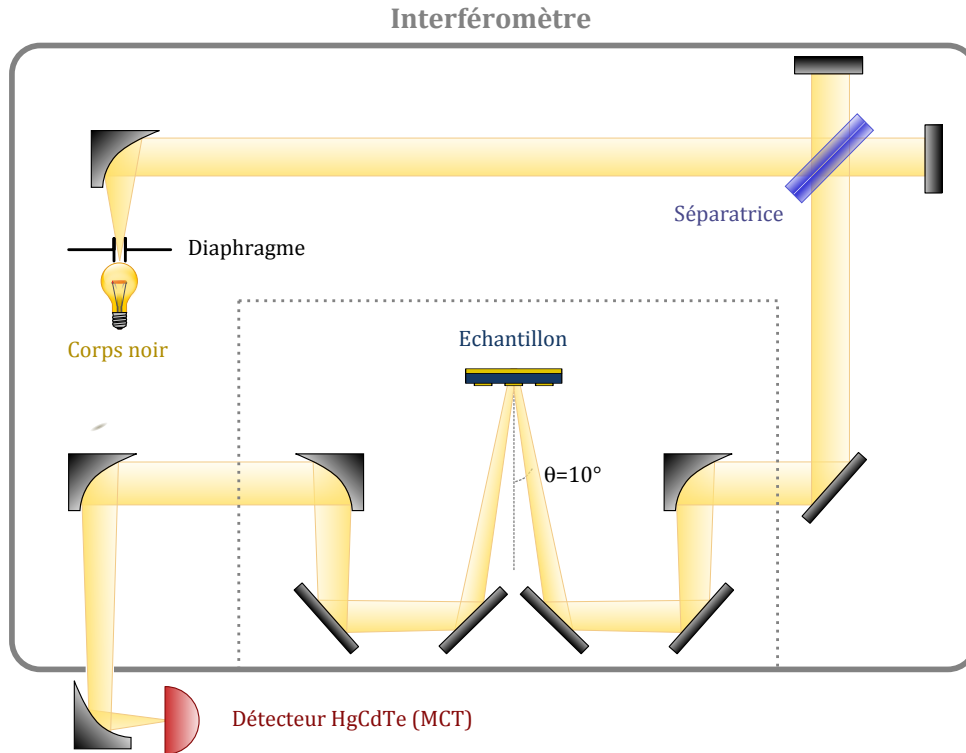 Interféromètre
Séparatrice
Diaphragme
Echantillon
Corps noir
θ=10°
Détecteur HgCdTe (MCT)